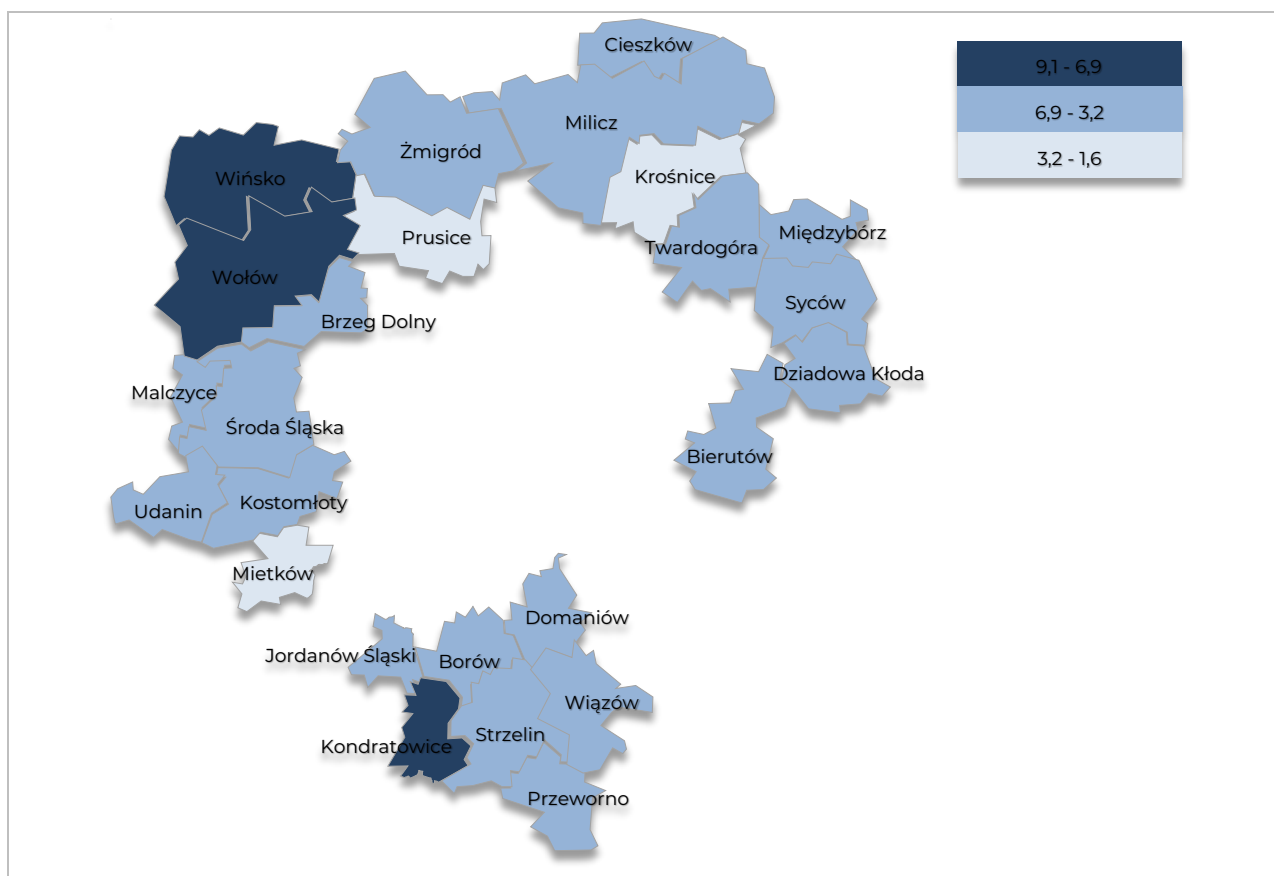 Cieszków
9,1 - 6,9
6,9 - 3,2
3,2 - 1,6
Milicz
Żmigród
Wińsko
Krośnice
Prusice
Twardogóra
Międzybórz
Wołów
Syców
Brzeg Dolny
Dziadowa Kłoda
Malczyce
Środa Śląska
Bierutów
Kostomłoty
Udanin
Mietków
Domaniów
Jordanów Śląski
Borów
Wiązów
Strzelin
Kondratowice
Przeworno